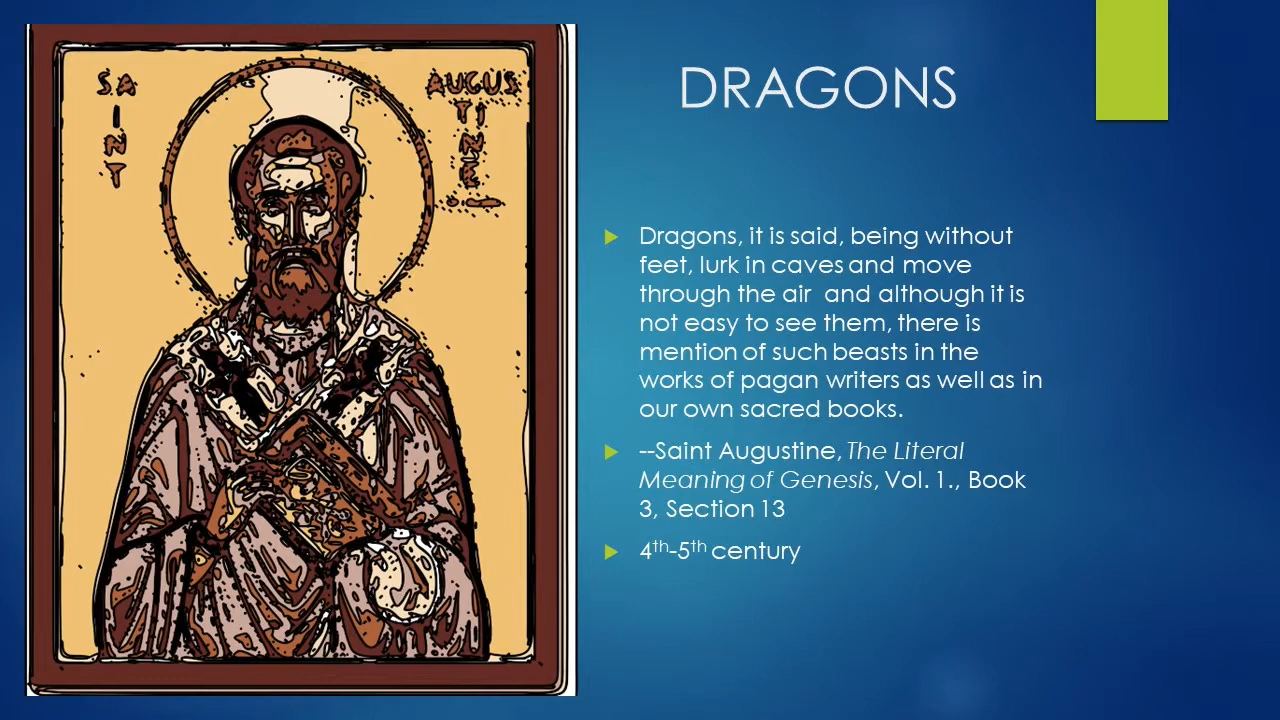 SA
I
N
T
AUGUS
TI
N
E
DRAGONS
Dragons, it is said, being without
feet, lurk in caves and move
through the air and although it is
not easy to see them, there is
mention of such beasts in the
works of pagan writers as well as in
our own sacred books.
--Saint Augustine, The Literal
Meaning of Genesis, Vol. 1., Book
3, Section 13
4th-5th century